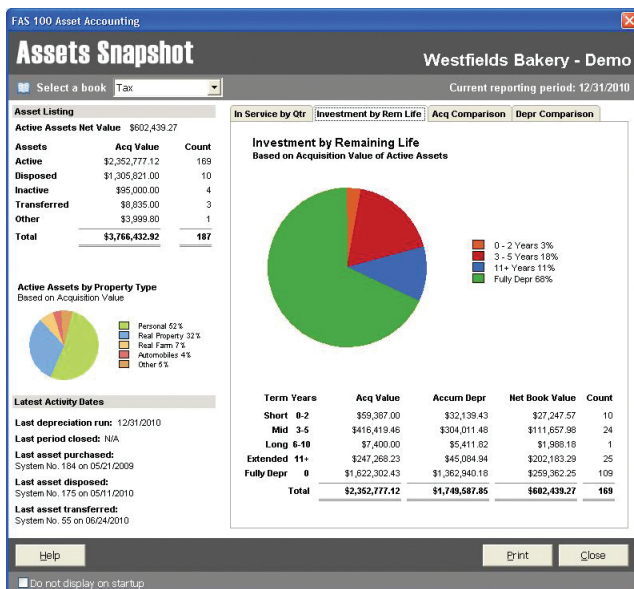 FAS 100 Asset Accounting
Assets Snapshot
Westfields Bakery - Demo
Select a book Tax
Current reporting period: 12/31/2010
Asset Listing
Active Assets Net Value $602,439.27
Assets Acq Value Count
Active $2,352,777.12 169
Disposed $1,305,821.00 10
Inactive $95,000.00 4
Transferred $8,835.00 3
Other $3,999.80 1
Total $3,766,432.92 187
Active Assets by Property Type
Based on Acquisition Value
Personal 52%
Real Property 32%
Real Farm 7%
Automobiles 4%
Other 5%
Latest Activity Dates
Last depreciation run: 12/31/2010
Last period closed: N/A
Last asset purchased:
System No. 184 on 05/21/2009
Last asset disposed:
System No. 175 on 05/11/2010
Last asset transferred:
System No. 55 on 06/24/2010
In Service by Qtr Investment by Rem Life Acq Comparison Depr Comparison
Investment by Remaining Life
Based on Acquisition Value of Active Assets
0 - 2 Years 3%
3 - 5 Years 18%
11+ Years 11%
Fully Depr 68%
Term Years Acq Value Accum Depr Net Book Value Count
Short 0-2 $59,387.00 $32,139.43 $27,247.57 10
Mid 3-5 $416,419.46 $304,011.48 $111,657.98 24
Long 6-10 $7,400.00 $5,411.82 $1,988.18 1
Extended 11+ $247,268.23 $45,084.94 $202,183.29 25
Fully Depr 0 $1,622,302.43 $1,362,940.18 $259,362.25 109
Total $2,352,777.12 $1,749,587.85 $602,439.27 169
Help Print Close
Do not display on startup